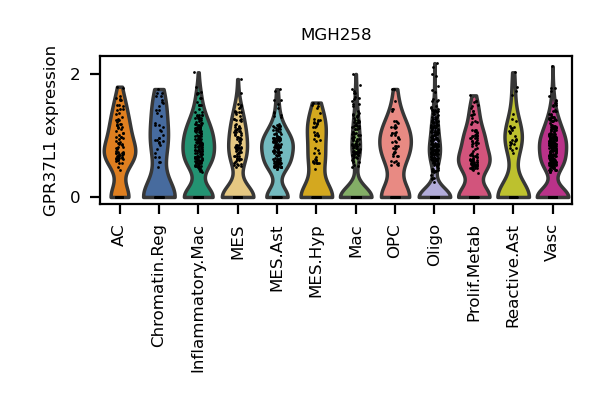 MGH258
GPR37L1 expression
2
0
AC
Chromatin.Reg
Inflammatory.Mac
MES
MES.Ast
MES.Hyp
Mac
OPC
Oligo
Prolif.Metab
Reactive.Ast
Vasc